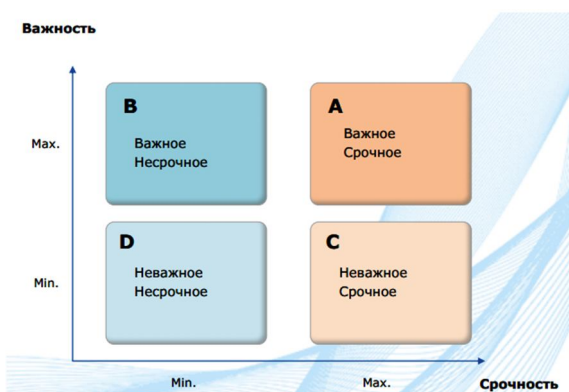 Важность
B
Важное
Несрочное
A
Важное
Срочное
Max.
D
Неважное
Несрочное
C
Неважное
Срочное
Min.
Min.
Max.
Срочность